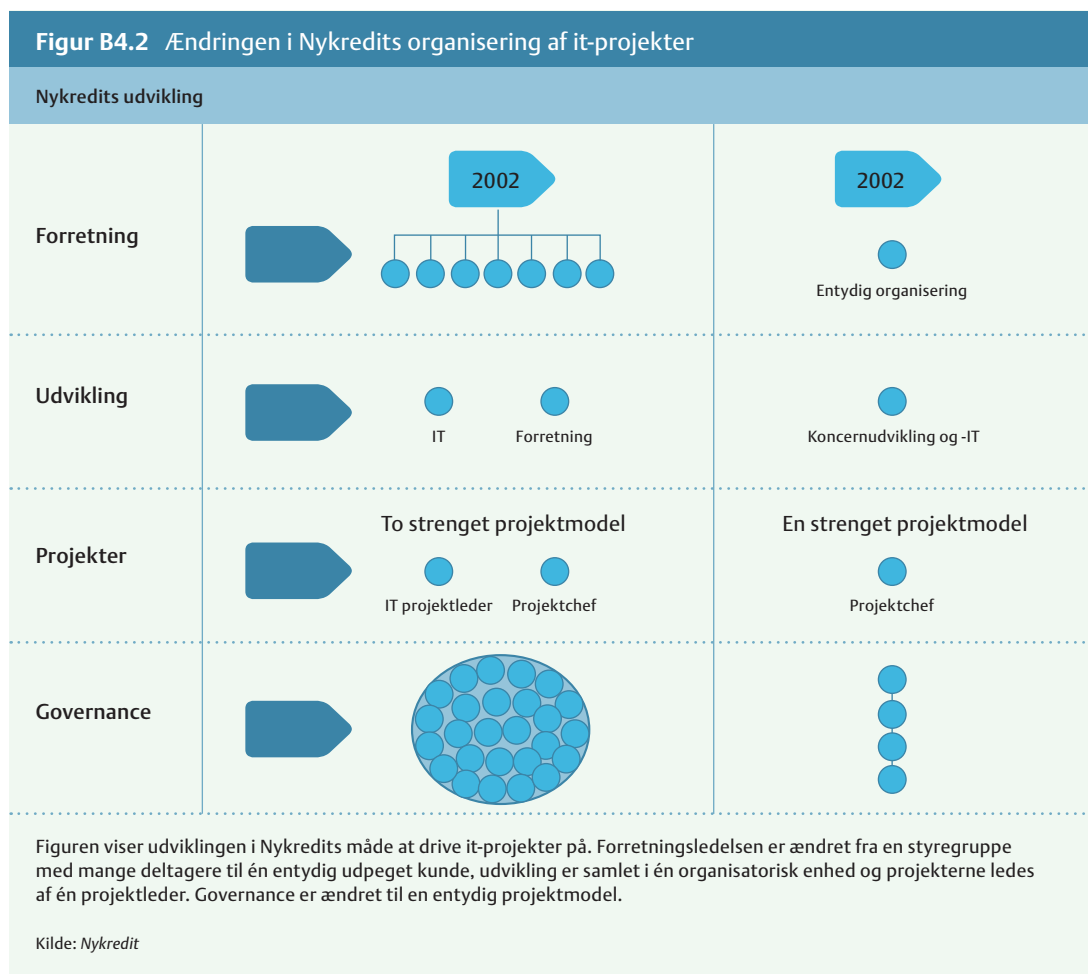 Figur B4.2 Ændringen i Nykredits organisering af it-projekter
Nykredits udvikling
Forretning
2002
2002
Entydig organisering
Udvikling
IT
Forretning
Koncernudvikling og -IT
Projekter
To strenget projektmodel
En strenget projektmodel
IT projektleder
Projektchef
Projektchef
Governance
Figuren viser udviklingen i Nykredits måde at drive it-projekter på. Forretningsledelsen er ændret fra en styregruppe
med mange deltagere til én entydig udpeget kunde, udvikling er samlet i én organisatorisk enhed og projekterne ledes
af én projektleder. Governance er ændret til en entydig projektmodel.
Kilde: Nykredit